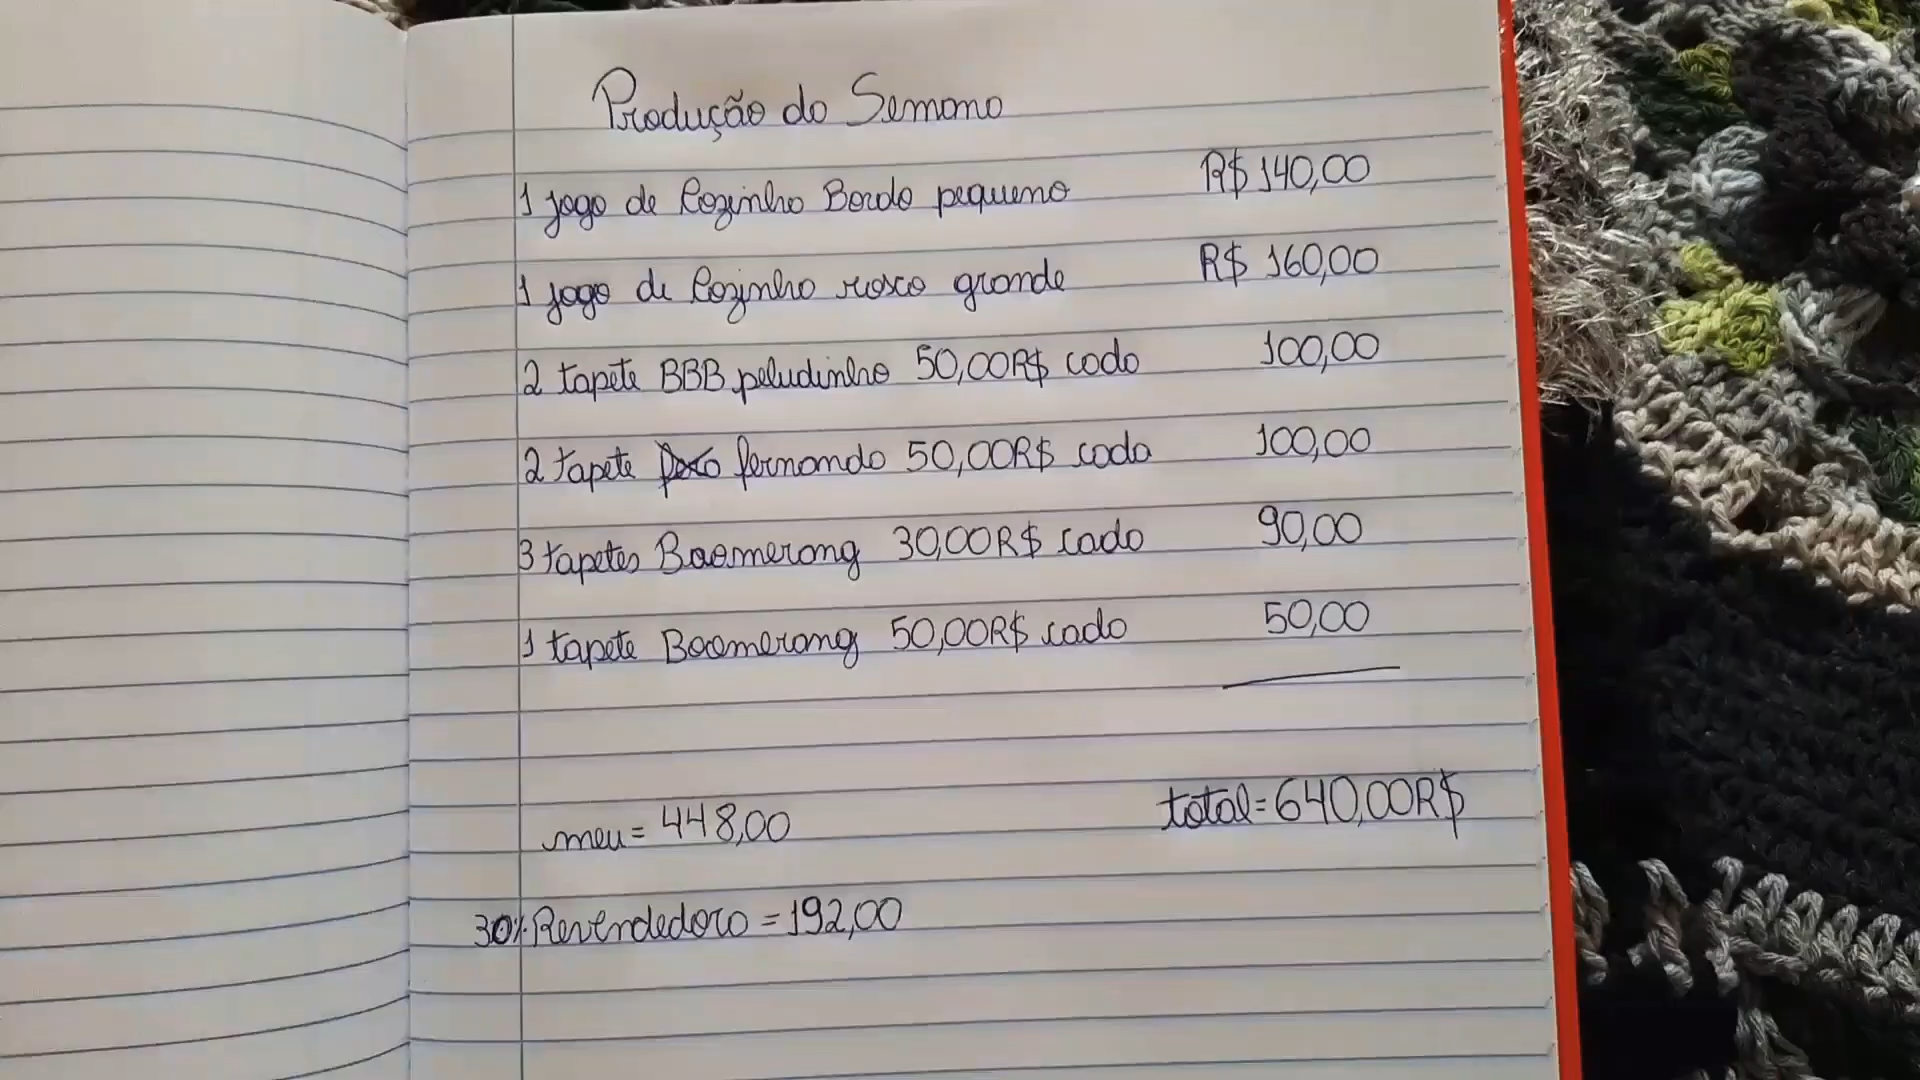 Produção da Semana
1 jogo de Cozinha Bordo pequeno R$ 140,00
1 jogo de Cozinha roxo grande R$ 160,00
2 tapete BBB peludinho 50,00R$ cada 100,00
2 tapete fernanda 50,00R$ cada 100,00
3 tapetes Boomerang 30,00R$ cada 90,00
1 tapete Boomerang 50,00R$ cada 50,00
total=640,00R$
meu = 448,00
30% Revendedora = 192,00